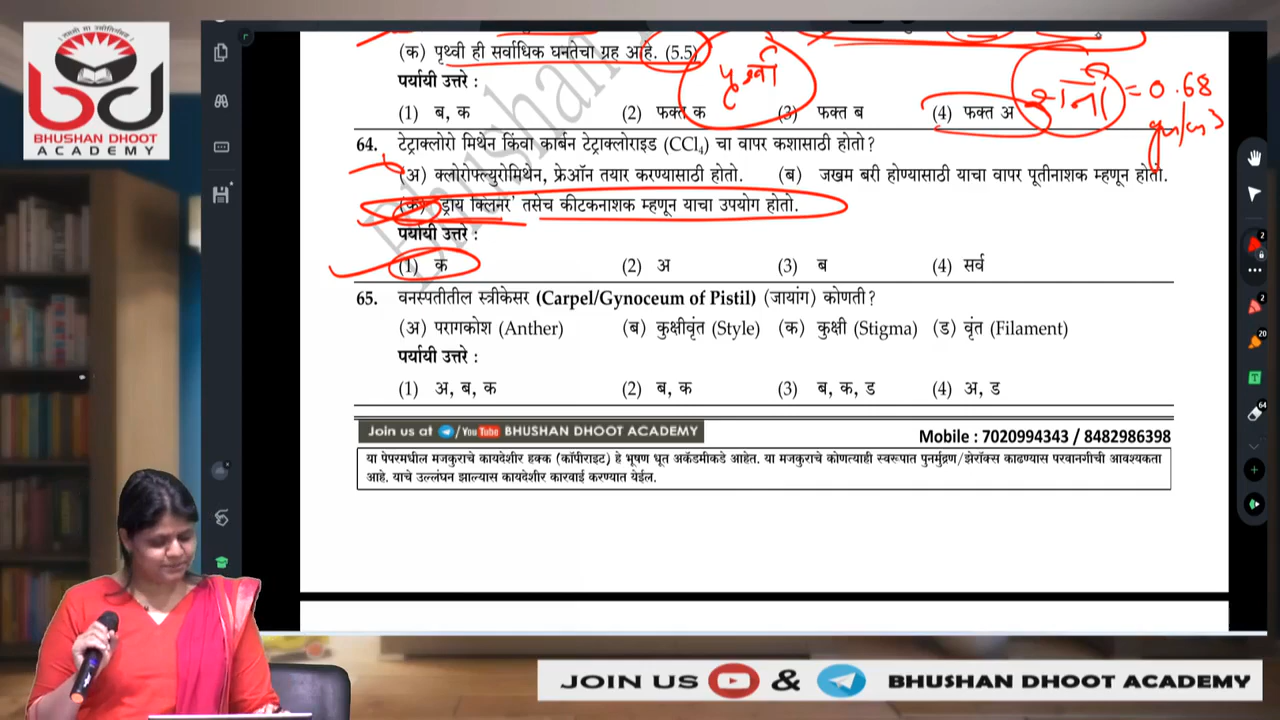 BHUSHAN DHOOT
ACADEMY
(क) पृथ्वी ही सर्वाधिक घनतेचा ग्रह आहे. (5.5)
पृथ्वी
शनी = 0.68
पर्यायी उत्तरे :
(1) ब, क (2) फक्त क (3) फक्त ब (4) फक्त अ
64. टेट्राक्लोरो मिथेन किंवा कार्बन टेट्राक्लोराइड (CCl₄) चा वापर कशासाठी होतो?
(अ) क्लोरोफ्ल्युरोमिथेन, फ्रेऑन तयार करण्यासाठी होतो. (ब) जखम बरी होण्यासाठी याचा वापर पूतीनाशक म्हणून होतो.
ड्राय क्लिनर' तसेच कीटकनाशक म्हणून याचा उपयोग होतो.
पर्यायी उत्तरे :
(1) क (2) अ (3) ब (4) सर्व
65. वनस्पतीतील स्त्रीकेसर (Carpel/Gynoceum of Pistil) (जायांग) कोणती?
(अ) परागकोश (Anther) (ब) कुक्षीवृंत (Style) (क) कुक्षी (Stigma) (ड) वृंत (Filament)
पर्यायी उत्तरे :
(1) अ, ब, क (2) ब, क (3) ब, क, ड (4) अ, ड
Join us at /You Tube BHUSHAN DHOOT ACADEMY
Mobile : 7020994343 / 8482986398
या पेपरमधील मजकुराचे कायदेशीर हक्क (कॉपीराइट) हे भूषण धूत अकॅडमीकडे आहेत. या मजकुराचे कोणत्याही स्वरूपात पुनर्मुद्रण/झेरॉक्स काढण्यास परवानगीची आवश्यकता
आहे. याचे उल्लंघन झाल्यास कायदेशीर कारवाई करण्यात येईल.
JOIN US & BHUSHAN DHOOT ACADEMY